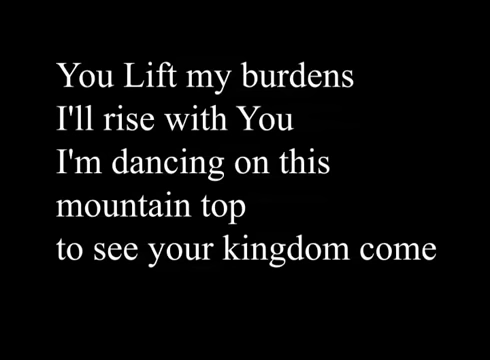 You Lift my burdens
I'll rise with You
I'm dancing on this
mountain top
to see your kingdom come